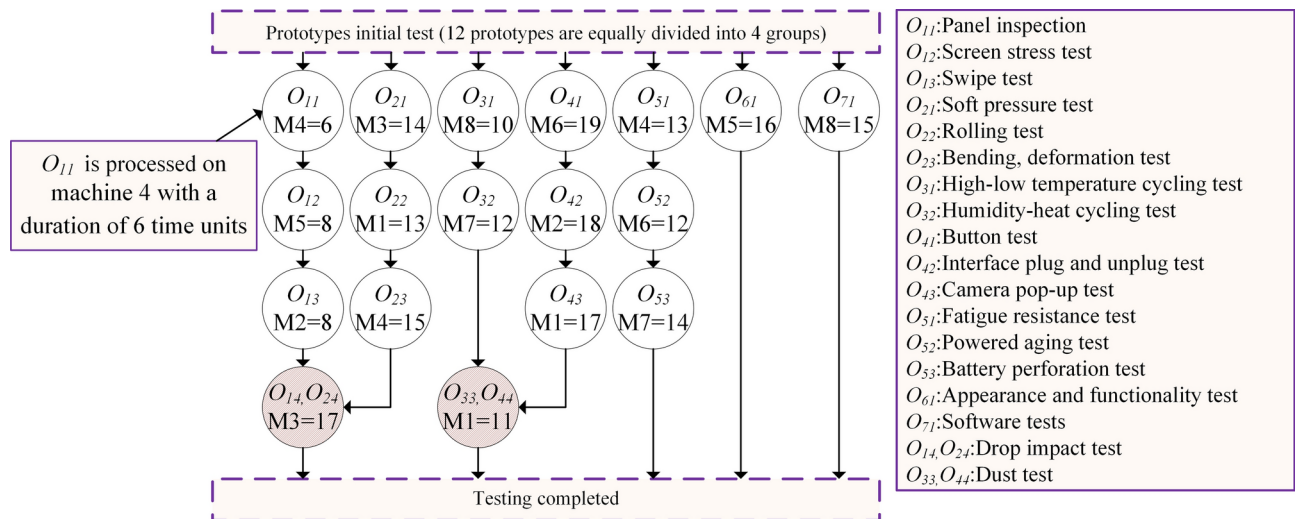 Prototypes initial test (12 prototypes are equally divided into 4 groups)
O11
M4=6
O21
M3=14
O31
M8=10
O41
M6=19
O51
M4=13
O61
M5=16
O71
M8=15
O11 is processed on
machine 4 with a
duration of 6 time units
O12
M5=8
O22
M1=13
O32
M7=12
O42
M2=18
O52
M6=12
O13
M2=8
O23
M4=15
O43
M1=17
O53
M7=14
O14,O24
M3=17
O33,O44
M1=11
Testing completed
O11:Panel inspection
O12:Screen stress test
O13:Swipe test
O21:Soft pressure test
O22:Rolling test
O23:Bending, deformation test
O31:High-low temperature cycling test
O32:Humidity-heat cycling test
O41:Button test
O42:Interface plug and unplug test
O43:Camera pop-up test
O51:Fatigue resistance test
O52:Powered aging test
O53:Battery perforation test
O61:Appearance and functionality test
O71:Software tests
O14,O24:Drop impact test
O33,O44:Dust test